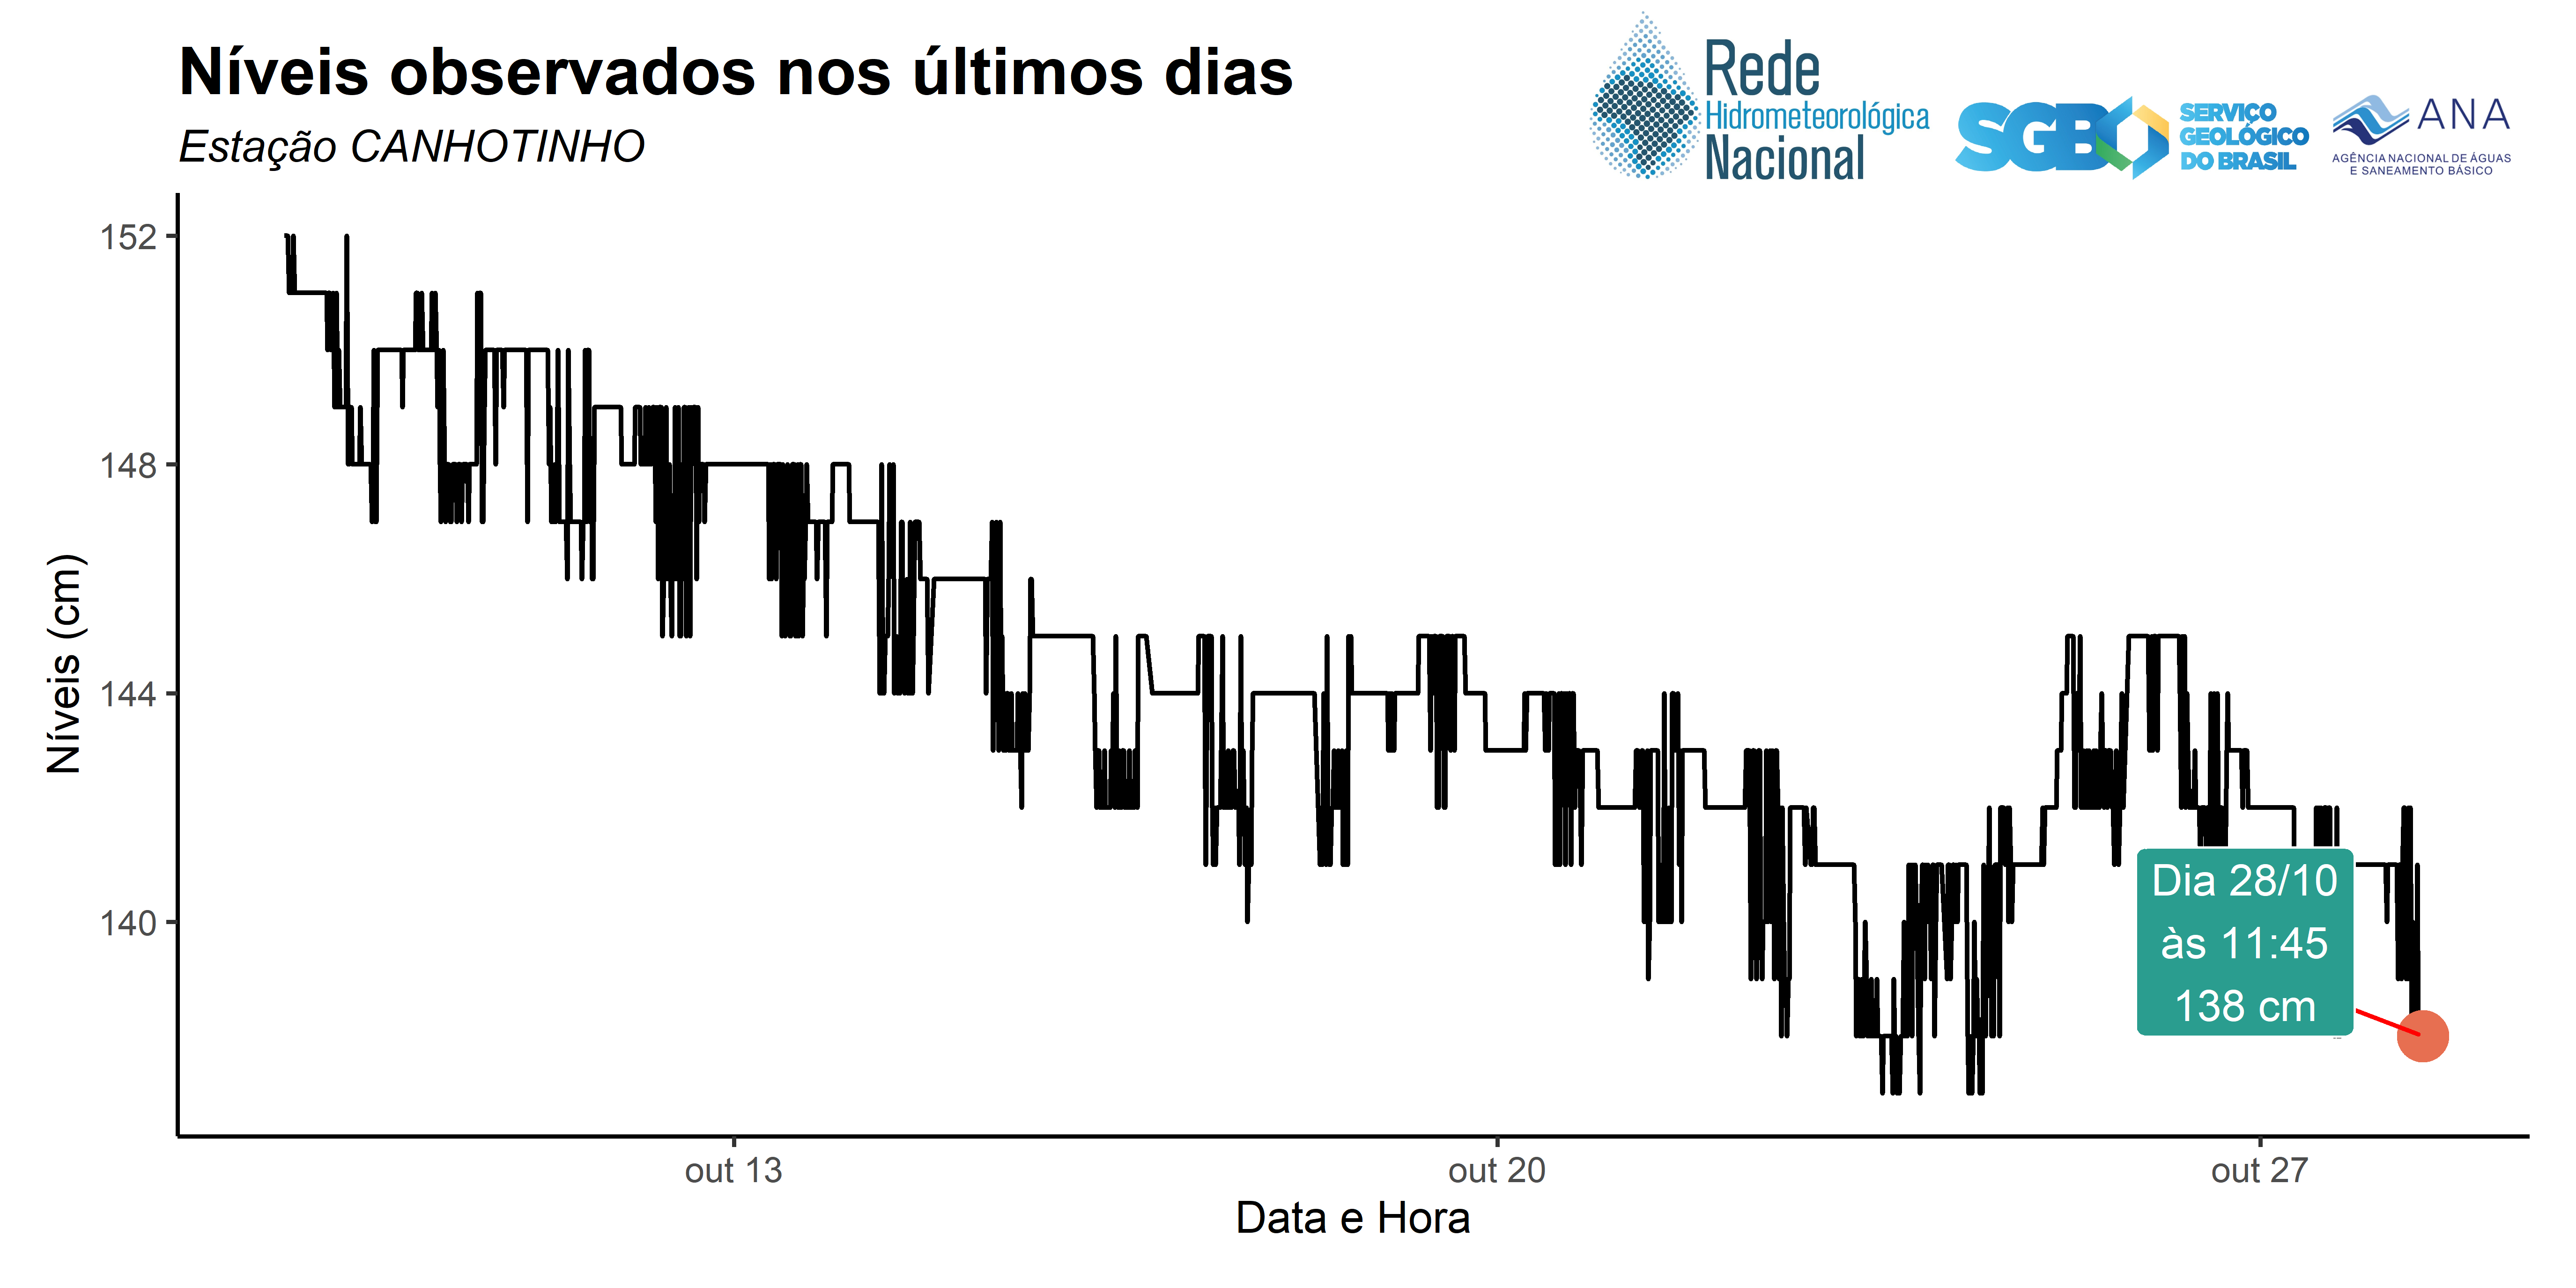 Níveis observados nos últimos dias
Estação CANHOTINHO
Rede
Hidrometeorológica
Nacional
SGB
SERVIÇO
GEOLÓGICO
DO BRASIL
ANA
AGÊNCIA NACIONAL DE ÁGUAS
E SANEAMENTO BÁSICO
152
148
144
140
Níveis (cm)
Dia 28/10
às 11:45
138 cm
out 13
out 20
out 27
Data e Hora